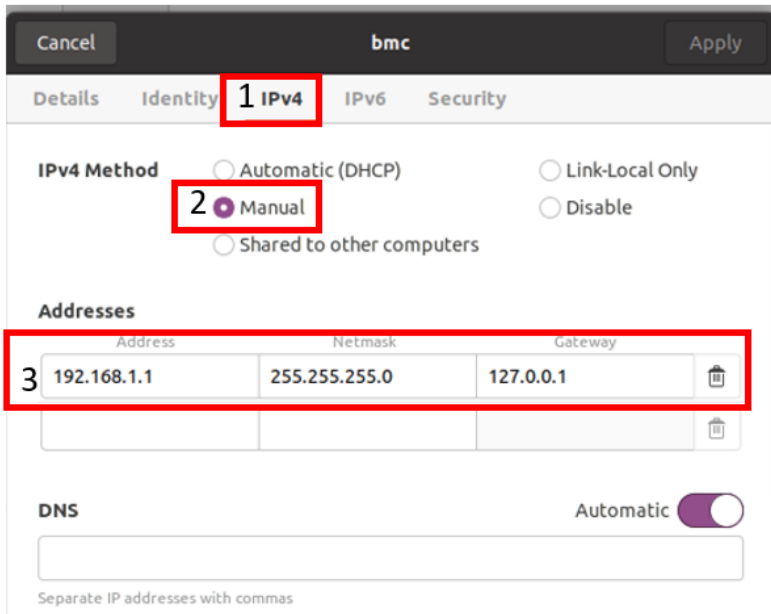 Cancel bmc Apply
Details Identity 1 IPv4 IPv6 Security
IPv4 Method Automatic (DHCP) Link-Local Only
2 Manual Disable
Shared to other computers
Addresses
Address Netmask Gateway
3 192.168.1.1 255.255.255.0 127.0.0.1
DNS Automatic
Separate IP addresses with commas